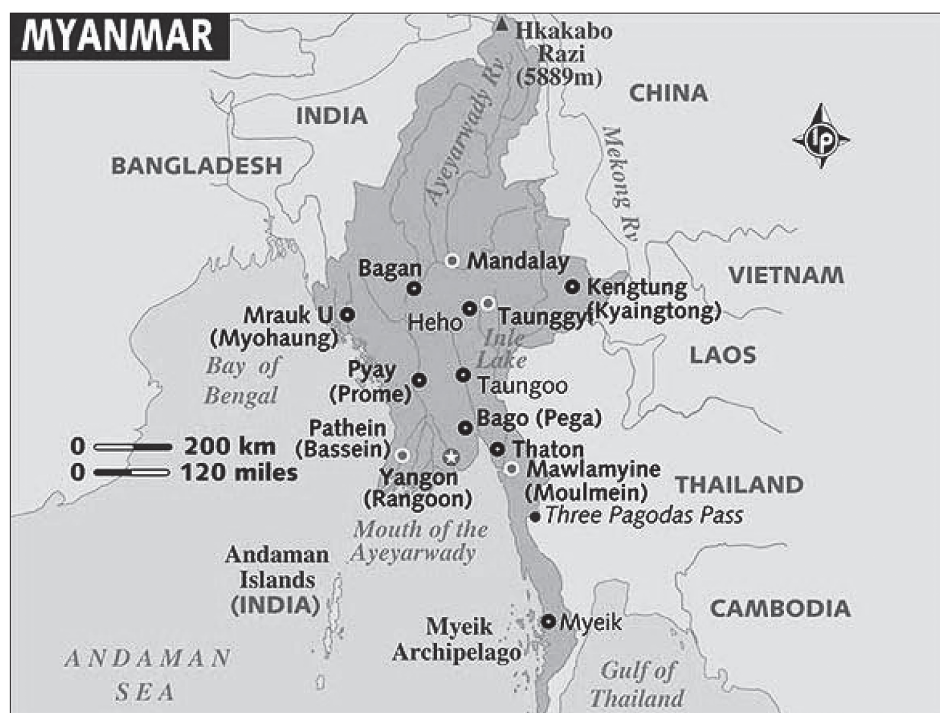 MYANMAR
Hkakabo
Razi
(5889m)
CHINA
INDIA
Ayeyarwady Rv
Mekong Rv
lp
BANGLADESH
Mandalay
Bagan
VIETNAM
Kengtung
(Kyaingtong)
Mrauk U
(Myohaung)
Heho
Taunggyi
Inle
Lake
LAOS
Bay of
Bengal
Pyay
(Prome)
Taungoo
Bago (Pega)
Pathein
(Bassein)
0 200 km
0 120 miles
Thaton
Yangon
(Rangoon)
Mawlamyine
(Moulmein)
THAILAND
Three Pagodas Pass
Mouth of the
Ayeyarwady
Andaman
Islands
(INDIA)
CAMBODIA
Myeik
Archipelago
Myeik
ANDAMAN
SEA
Gulf of
Thailand